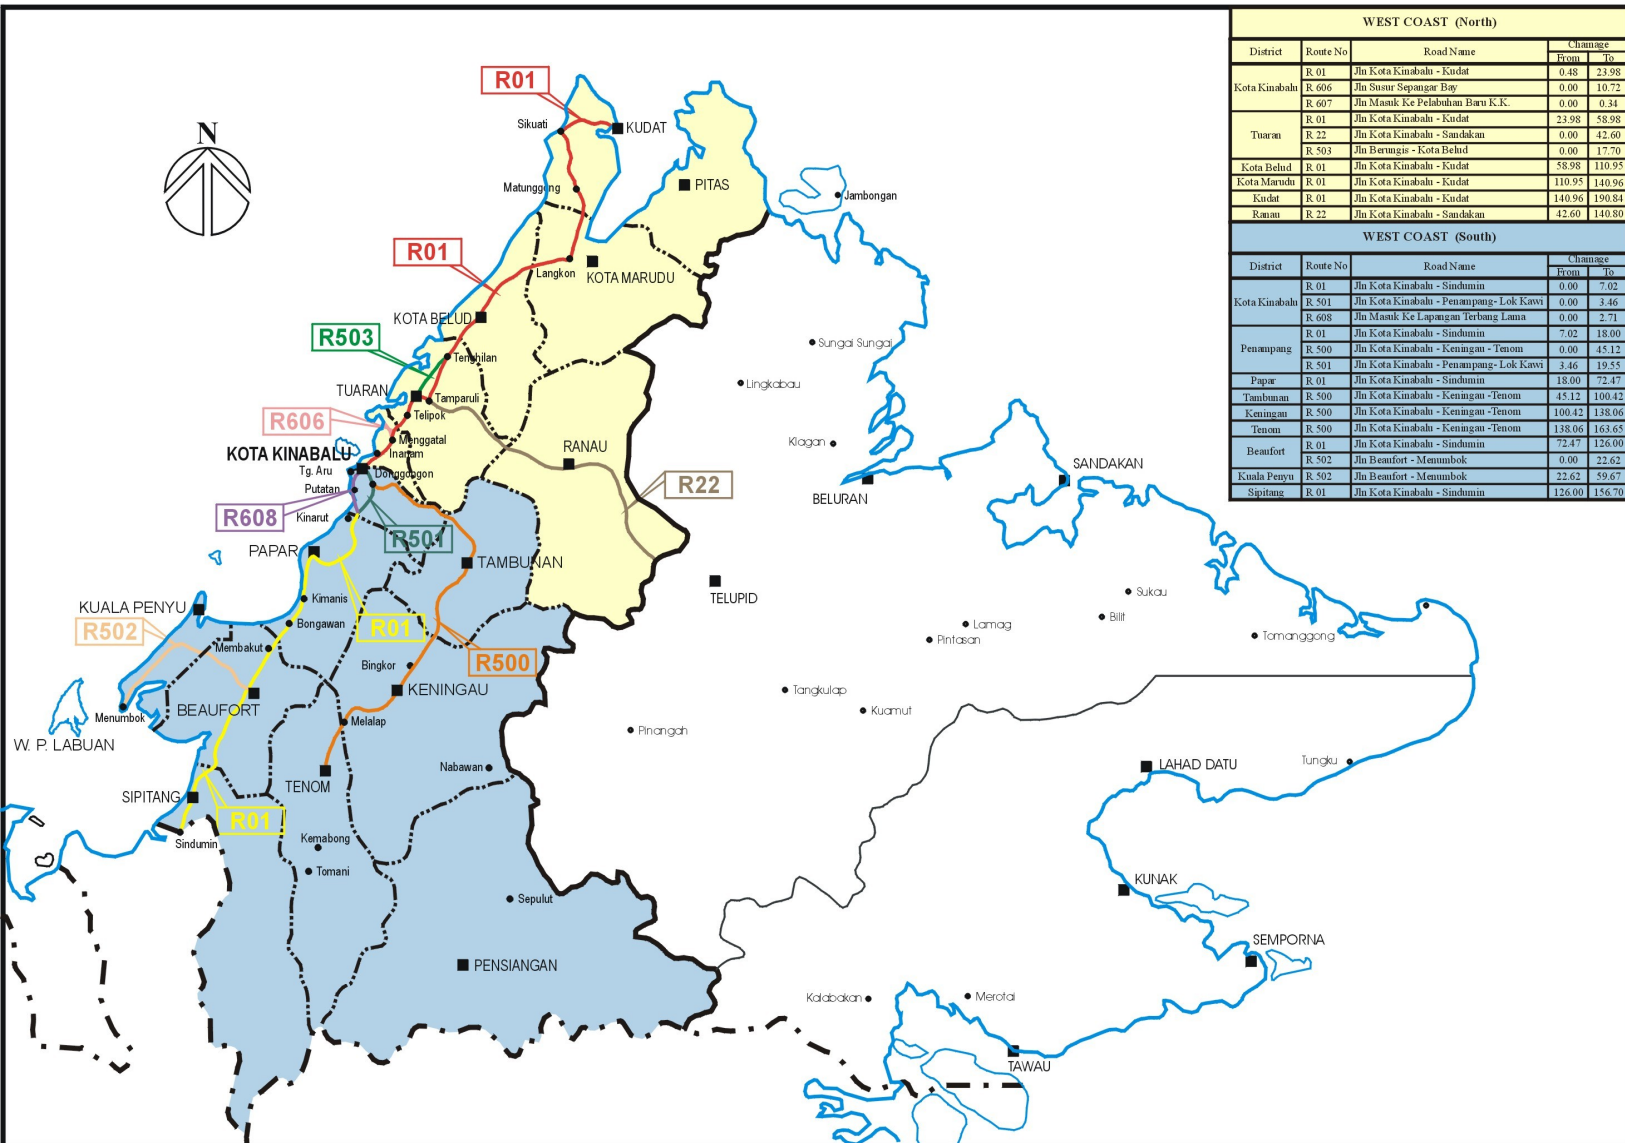 WEST COAST (North)
District Route No Road Name Chainage
From To
Kota Kinabalu
R 01 Jln Kota Kinabalu - Kudat 0.48 23.98
R 606 Jln Susur Sepangar Bay 0.00 10.72
R 607 Jln Masuk Ke Pelabuhan Baru K.K. 0.00 0.34
Tuaran
R 01 Jln Kota Kinabalu - Kudat 23.98 58.98
R 22 Jln Kota Kinabalu - Sandakan 0.00 42.60
R 503 Jln Berungis - Kota Belud 0.00 17.70
Kota Belud R 01 Jln Kota Kinabalu - Kudat 58.98 110.95
Kota Marudu R 01 Jln Kota Kinabalu - Kudat 110.95 140.96
Kudat R 01 Jln Kota Kinabalu - Kudat 140.96 190.84
Ranau R 22 Jln Kota Kinabalu - Sandakan 42.60 140.80
WEST COAST (South)
District Route No Road Name Chainage
From To
Kota Kinabalu
R 01 Jln Kota Kinabalu - Sindumin 0.00 7.02
R 501 Jln Kota Kinabalu - Penampang- Lok Kawi 0.00 3.46
R 608 Jln Masuk Ke Lapangan Terbang Lama 0.00 2.71
Penampang
R 01 Jln Kota Kinabalu - Sindumin 7.02 18.00
R 500 Jln Kota Kinabalu - Keningau - Tenom 0.00 45.12
R 501 Jln Kota Kinabalu - Penampang- Lok Kawi 3.46 19.55
Papar R 01 Jln Kota Kinabalu - Sindumin 18.00 72.47
Tambunan R 500 Jln Kota Kinabalu - Keningau -Tenom 45.12 100.42
Keningau R 500 Jln Kota Kinabalu - Keningau -Tenom 100.42 138.06
Tenom R 500 Jln Kota Kinabalu - Keningau -Tenom 138.06 163.65
Beaufort
R 01 Jln Kota Kinabalu - Sindumin 72.47 126.00
R 502 Jln Beaufort - Menumbok 0.00 22.62
Kuala Penyu R 502 Jln Beaufort - Menumbok 22.62 59.67
Sipitang R 01 Jln Kota Kinabalu - Sindumin 126.00 156.70
N
R01
Sikuati
KUDAT
Matunggong
PITAS
Jambongan
R01
Langkon
KOTA MARUDU
KOTA BELUD
R503
Tenghilan
Sungai Sungai
Lingkabau
TUARAN
Tamparuli
R606
Telipok
Menggatal
Klagan
RANAU
KOTA KINABALU
Inanam
Tg. Aru
Donggongon
SANDAKAN
Putatan
R22
BELURAN
R608
Kinarut
R501
PAPAR
TAMBUNAN
TELUPID
Kimanis
KUALA PENYU
Sukau
Bilit
Lamag
Pintasan
Tomanggong
R502
Bongawan
R01
Membakut
Bingkor
R500
KENINGAU
Tangkulap
Kuamut
BEAUFORT
Menumbok
Melalap
Pinangah
W. P. LABUAN
Nabawan
LAHAD DATU
Tungku
TENOM
SIPITANG
R01
Sindumin
Kemabong
Tomani
KUNAK
Sepulut
SEMPORNA
PENSIANGAN
Kalabakan
Merotai
TAWAU